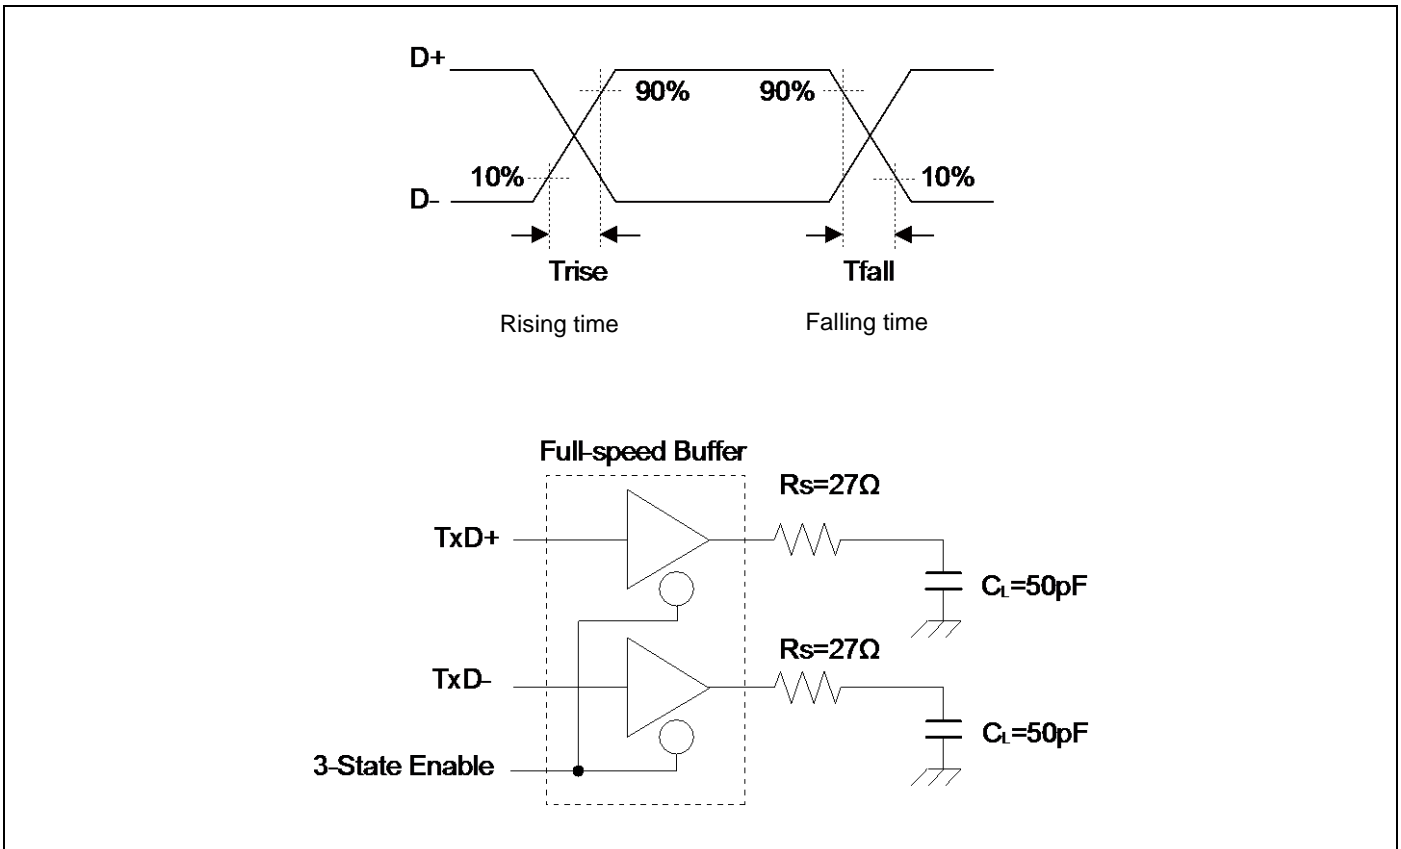 D+
90%
90%
10%
10%
D-
Trise
Tfall
Rising time
Falling time
Full-speed Buffer
Rs=27Ω
TxD+
CL=50pF
Rs=27Ω
TxD-
CL=50pF
3-State Enable